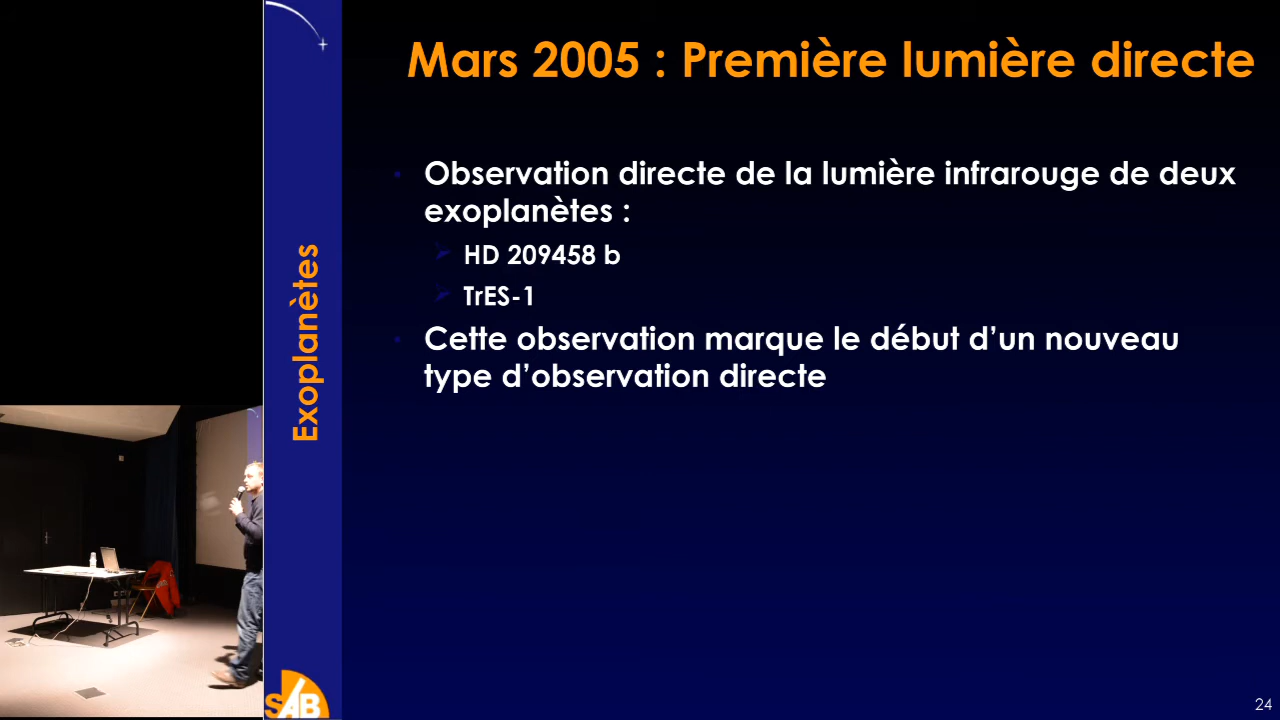 Mars 2005 : Première lumière directe
Observation directe de la lumière infrarouge de deux
exoplanètes :
HD 209458 b
TrES-1
Cette observation marque le début d’un nouveau
type d’observation directe
Exoplanètes
SAB
24